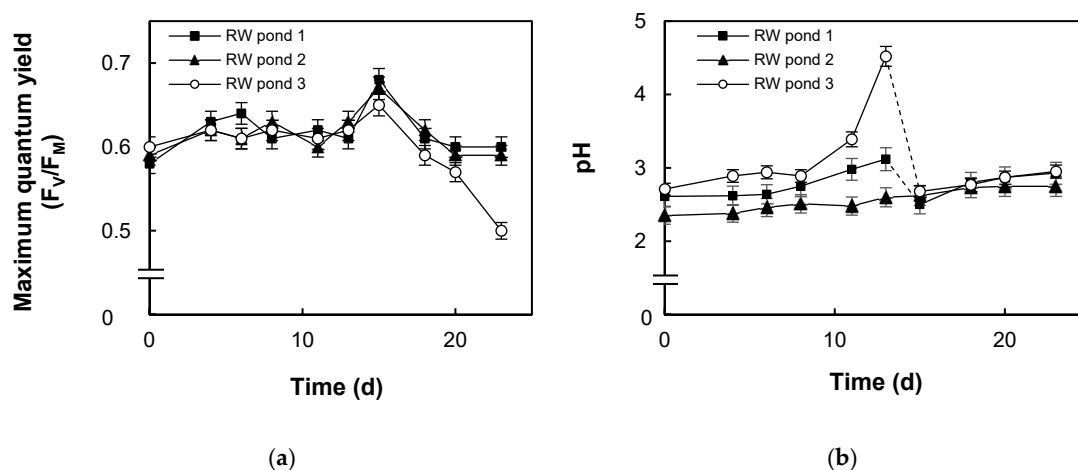 Maximum quantum yield
(FV/FM)
0.7
0.6
0.5
0
RW pond 1
RW pond 2
RW pond 3
0
10
20
Time (d)
(a)
pH
5
4
3
2
0
RW pond 1
RW pond 2
RW pond 3
0
10
20
Time (d)
(b)